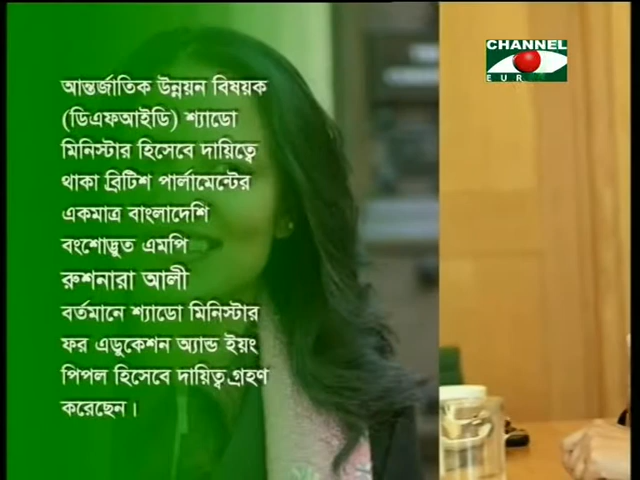 CHANNEL
EUR
আন্তর্জাতিক উন্নয়ন বিষয়ক
(ডিএফআইডি) শ্যাডো
মিনিস্টার হিসেবে দায়িত্বে
থাকা ব্রিটিশ পার্লামেন্টের
একমাত্র বাংলাদেশি
বংশোদ্ভূত এমপি
রুশনারা আলী
বর্তমানে শ্যাডো মিনিস্টার
ফর এডুকেশন অ্যান্ড ইয়ং
পিপল হিসেবে দায়িত্ব গ্রহণ
করেছেন।